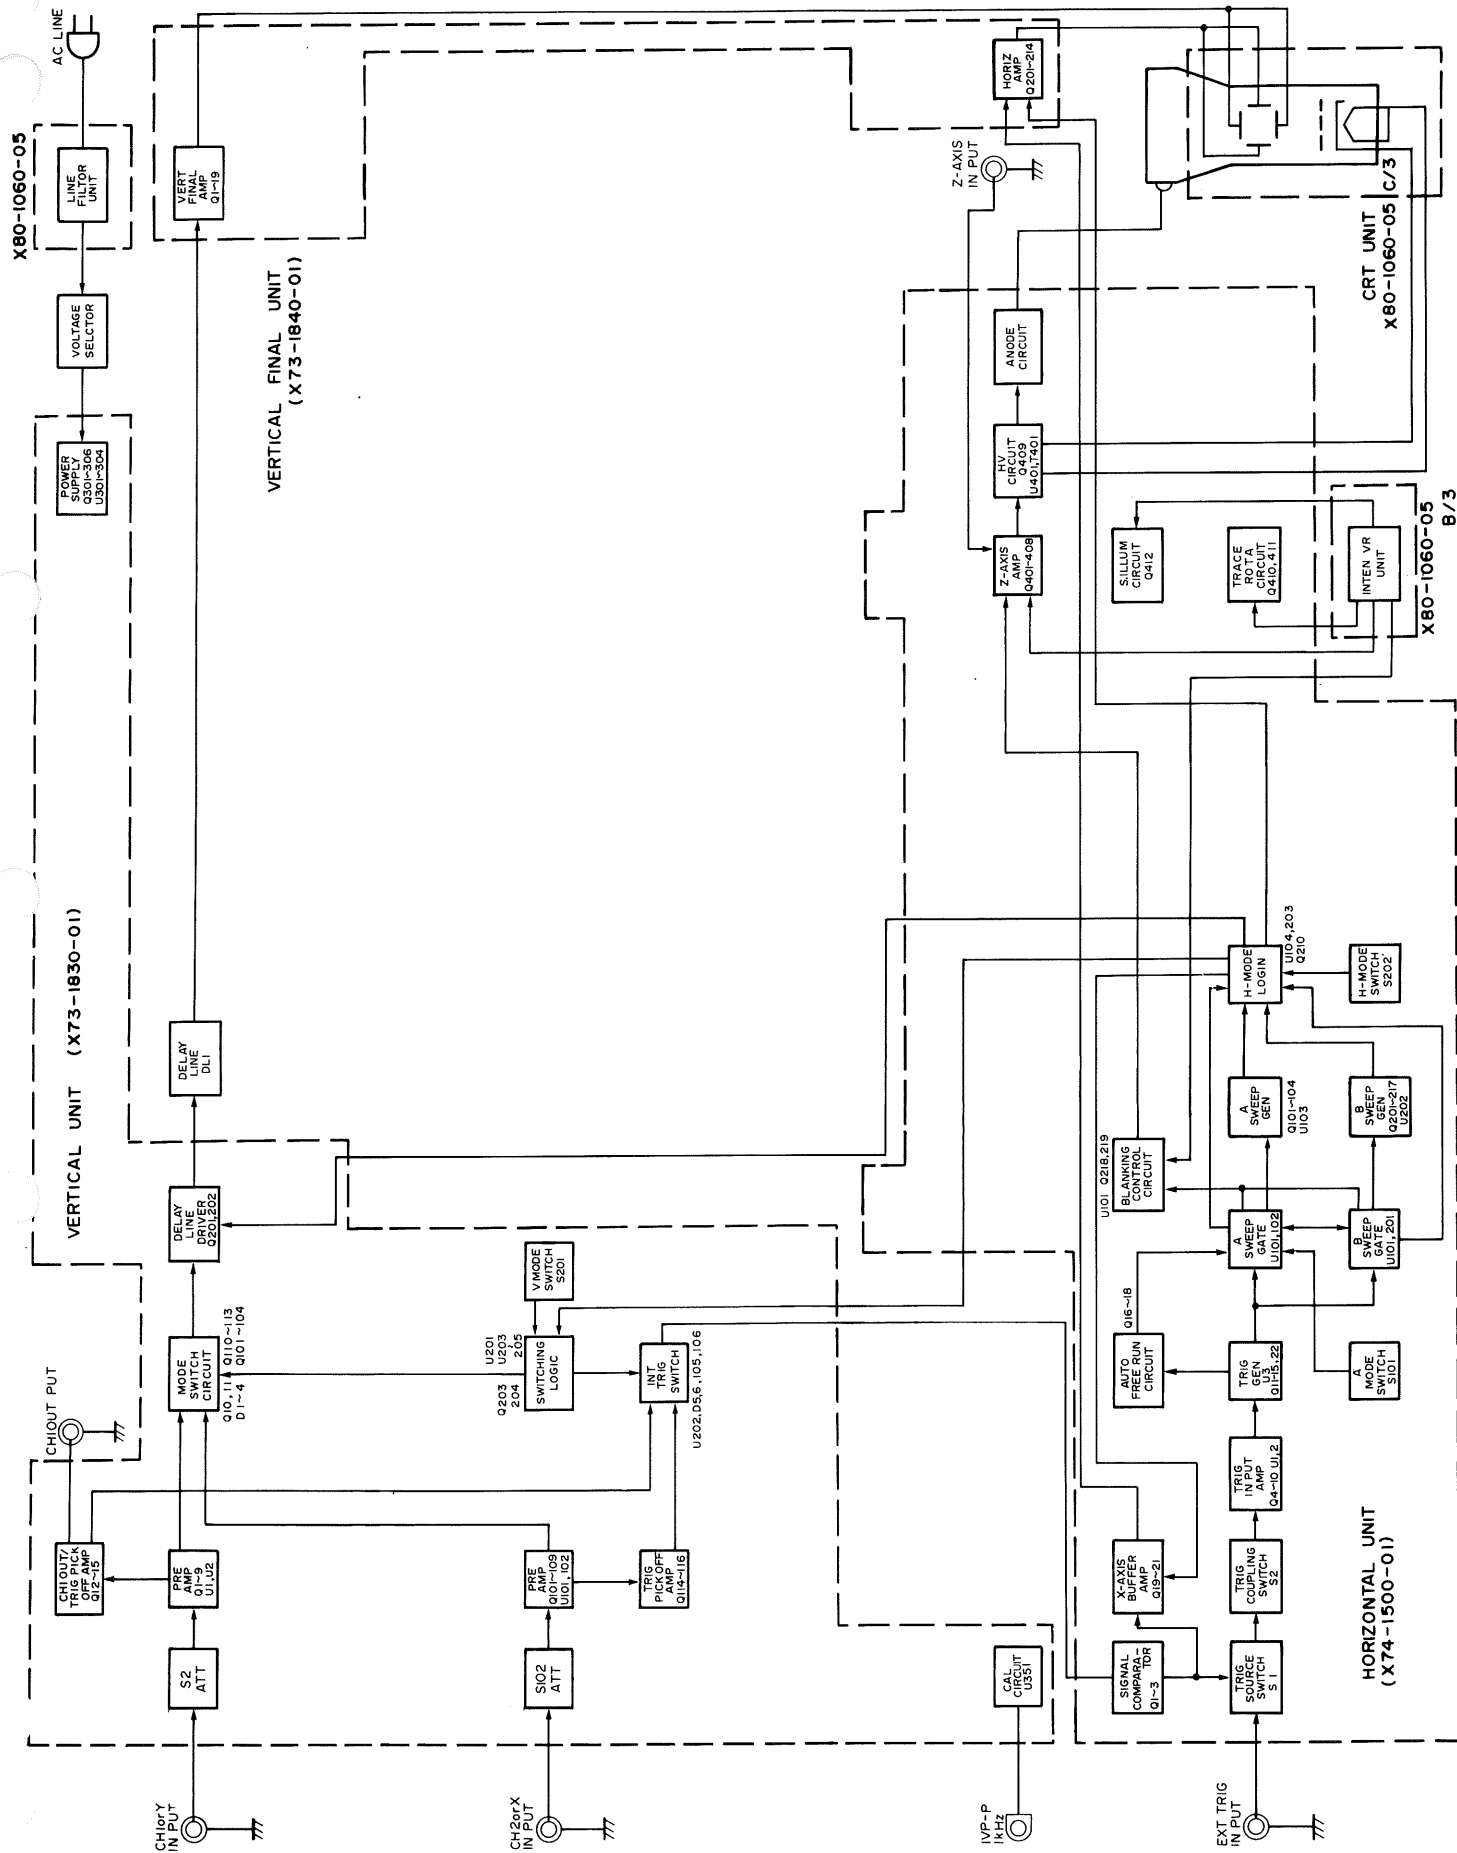 CH1orY
IN PUT
S2
ATT
PRE
AMP
Q1~9
U1,U2
CH1 OUT/
TRIG PICK
OFF AMP
Q12~15
CH1OUT PUT
MODE
SWITCH
CIRCUIT
Q10,11 Q110~113
D1~4 Q101~104
DELAY
LINE
DRIVER
Q201,202
DELAY
LINE
DL1
VERTICAL UNIT (X73-1830-01)
VERT
FINAL
AMP
Q1~19
VERTICAL FINAL UNIT
(X73-1840-01)
POWER
SUPPLY
Q301~306
U301~304
VOLTAGE
SELCTOR
LINE
FILTOR
UNIT
X80-1060-05
AC LINE
CH2orX
IN PUT
S102
ATT
PRE
AMP
Q101~109
U101,102
TRIG
PICK OFF
AMP
Q114~116
V MODE
SWITCH
S201
SWITCHING
LOGIC
Q203
204
U201
U203
~
205
INT
TRIG
SWITCH
U202,D5,6,105,106
1VP-P
1kHz
CAL
CIRCUIT
U351
HORIZ
AMP
Q201~214
Z-AXIS
IN PUT
ANODE
CIRCUIT
HV
CIRCUIT
Q409
U401,T401
Z-AXIS
AMP
Q401~408
S.ILLUM
CIRCUIT
Q412
TRACE
ROTA
CIRCUIT
Q410,411
INTEN VR
UNIT
X80-1060-05
B/3
CRT UNIT
X80-1060-05 C/3
EXT TRIG
IN PUT
SIGNAL
COMPARA-
TOR
Q1~3
TRIG
SOURCE
SWITCH
S1
X-AXIS
BUFFER
AMP
Q19~21
TRIG
COUPLING
SWITCH
S2
TRIG
IN PUT
AMP
Q4~10 U1,2
AUTO
FREE RUN
CIRCUIT
Q16~18
TRIG
GEN
U3
Q11~15,22
A
MODE
SWITCH
S101
BLANKING
CONTROL
CIRCUIT
U101 Q218,219
A
SWEEP
GATE
U101,102
B
SWEEP
GATE
U101,201
A
SWEEP
GEN
Q101~104
U103
B
SWEEP
GEN
Q201~217
U202
H-MODE
LOGIN
U104,203
Q210
H-MODE
SWITCH
S202
HORIZONTAL UNIT
(X74-1500-01)